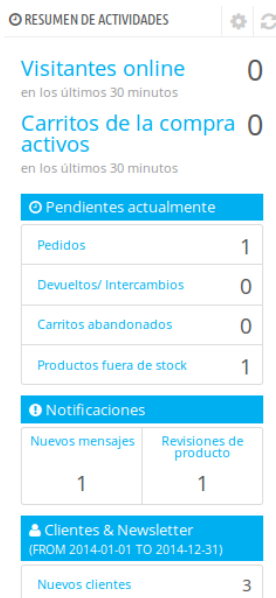 RESUMEN DE ACTIVIDADES
Visitantes online 0
en los últimos 30 minutos
Carritos de la compra 0
activos
en los últimos 30 minutos
Pendientes actualmente
Pedidos 1
Devueltos/ Intercambios 0
Carritos abandonados 0
Productos fuera de stock 1
Notificaciones
Nuevos mensajes
1
Revisiones de
producto
1
Clientes & Newsletter
(FROM 2014-01-01 TO 2014-12-31)
Nuevos clientes 3